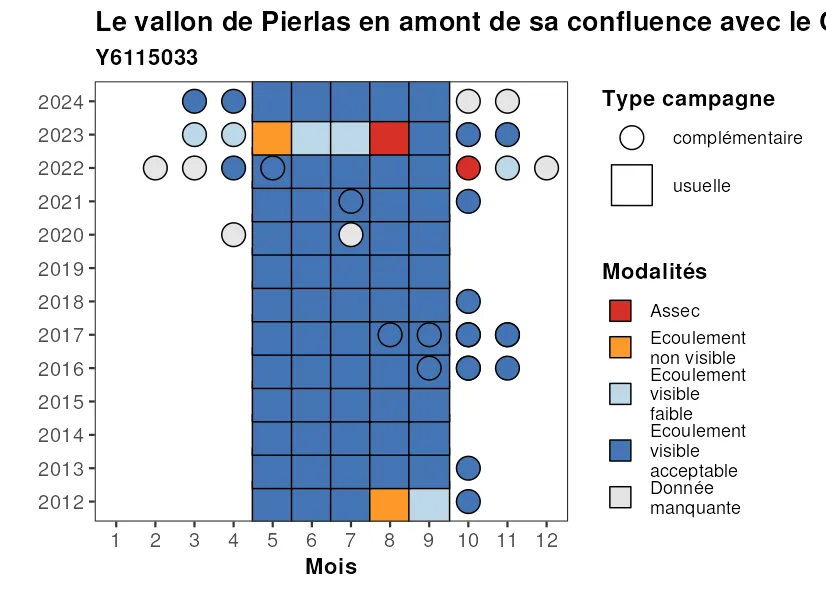 Le vallon de Pierlas en amont de sa confluence avec le
Y6115033
2024
2023
2022
2021
2020
2019
2018
2017
2016
2015
2014
2013
2012
1 2 3 4 5 6 7 8 9 10 11 12
Mois
Type campagne
complémentaire
usuelle
Modalités
Assec
Ecoulement
non visible
Ecoulement
visible
faible
Ecoulement
visible
acceptable
Donnée
manquante